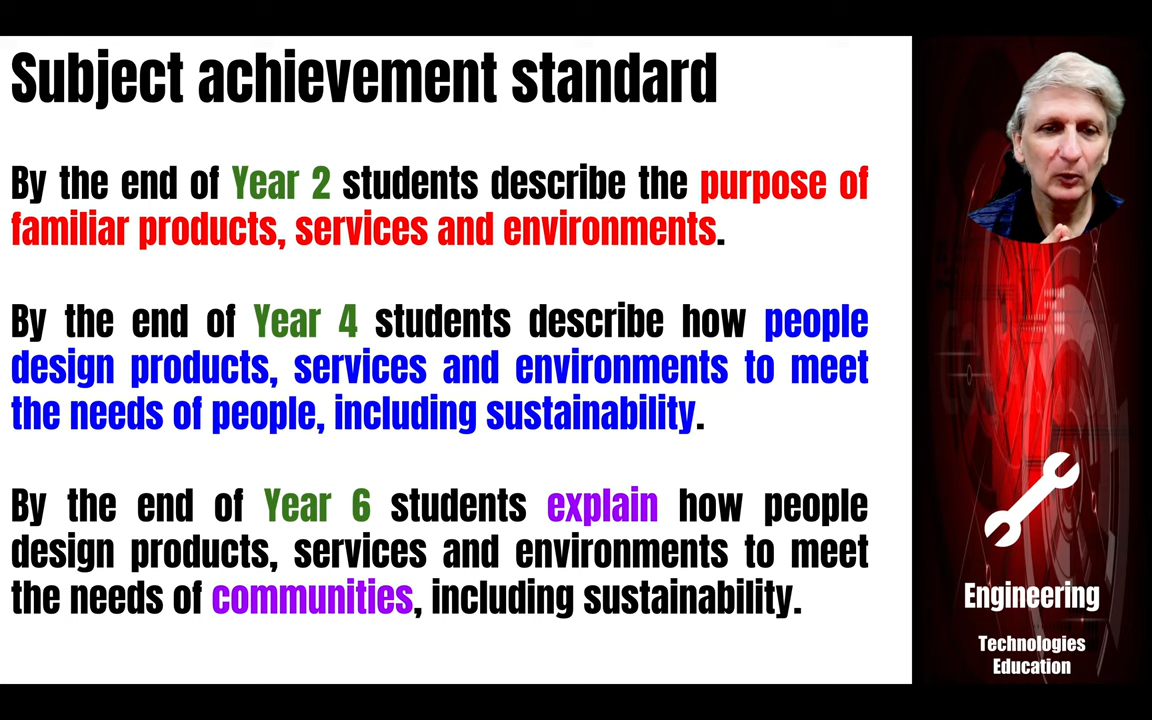 Subject achievement standard
By the end of Year 2 students describe the purpose of
familiar products, services and environments.
By the end of Year 4 students describe how people
design products, services and environments to meet
the needs of people, including sustainability.
By the end of Year 6 students explain how people
design products, services and environments to meet
the needs of communities, including sustainability.
Engineering
Technologies
Education